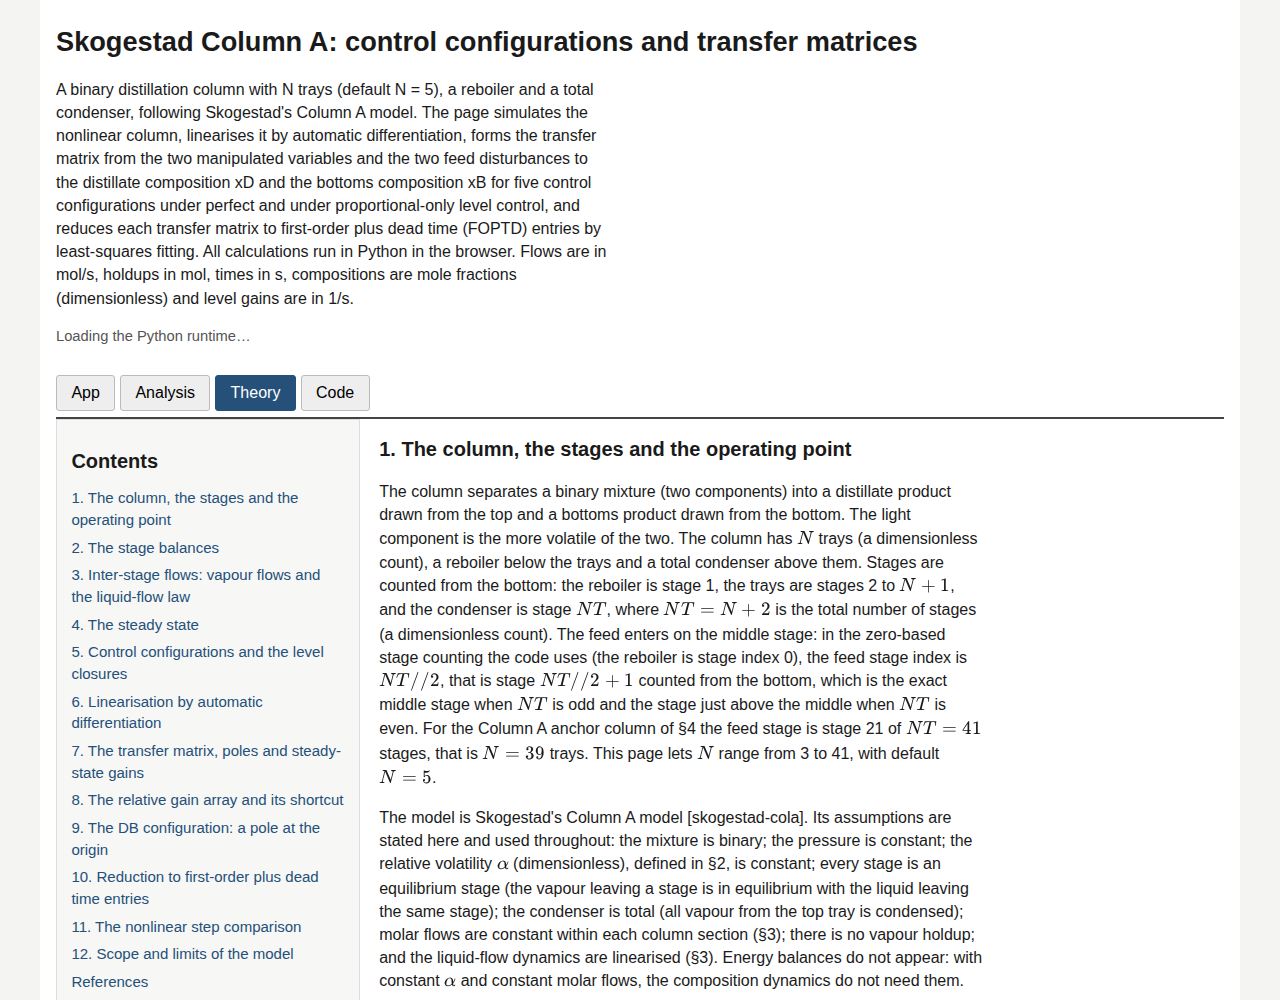 Skogestad Column A: control configurations and transfer matrices
A binary distillation column with N trays (default N = 5), a reboiler and a total
condenser, following Skogestad's Column A model. The page simulates the
nonlinear column, linearises it by automatic differentiation, forms the transfer
matrix from the two manipulated variables and the two feed disturbances to
the distillate composition xD and the bottoms composition xB for five control
configurations under perfect and under proportional-only level control, and
reduces each transfer matrix to first-order plus dead time (FOPTD) entries by
least-squares fitting. All calculations run in Python in the browser. Flows are in
mol/s, holdups in mol, times in s, compositions are mole fractions
(dimensionless) and level gains are in 1/s.
Loading the Python runtime…
App
Analysis
Theory
Code
Contents
1. The column, the stages and the
operating point
2. The stage balances
3. Inter-stage flows: vapour flows and
the liquid-flow law
4. The steady state
5. Control configurations and the level
closures
6. Linearisation by automatic
differentiation
7. The transfer matrix, poles and steady-
state gains
8. The relative gain array and its shortcut
9. The DB configuration: a pole at the
origin
10. Reduction to first-order plus dead
time entries
11. The nonlinear step comparison
12. Scope and limits of the model
References
1. The column, the stages and the operating point
The column separates a binary mixture (two components) into a distillate product
drawn from the top and a bottoms product drawn from the bottom. The light
component is the more volatile of the two. The column has N trays (a dimensionless
count), a reboiler below the trays and a total condenser above them. Stages are
counted from the bottom: the reboiler is stage 1, the trays are stages 2 to N + 1,
and the condenser is stage NT, where NT = N + 2 is the total number of stages
(a dimensionless count). The feed enters on the middle stage: in the zero-based
stage counting the code uses (the reboiler is stage index 0), the feed stage index is
NT//2, that is stage NT//2 + 1 counted from the bottom, which is the exact
middle stage when NT is odd and the stage just above the middle when NT is
even. For the Column A anchor column of §4 the feed stage is stage 21 of NT = 41
stages, that is N = 39 trays. This page lets N range from 3 to 41, with default
N = 5.
The model is Skogestad's Column A model [skogestad-cola]. Its assumptions are
stated here and used throughout: the mixture is binary; the pressure is constant; the
relative volatility α (dimensionless), defined in §2, is constant; every stage is an
equilibrium stage (the vapour leaving a stage is in equilibrium with the liquid leaving
the same stage); the condenser is total (all vapour from the top tray is condensed);
molar flows are constant within each column section (§3); there is no vapour holdup;
and the liquid-flow dynamics are linearised (§3). Energy balances do not appear: with
constant α and constant molar flows, the composition dynamics do not need them.